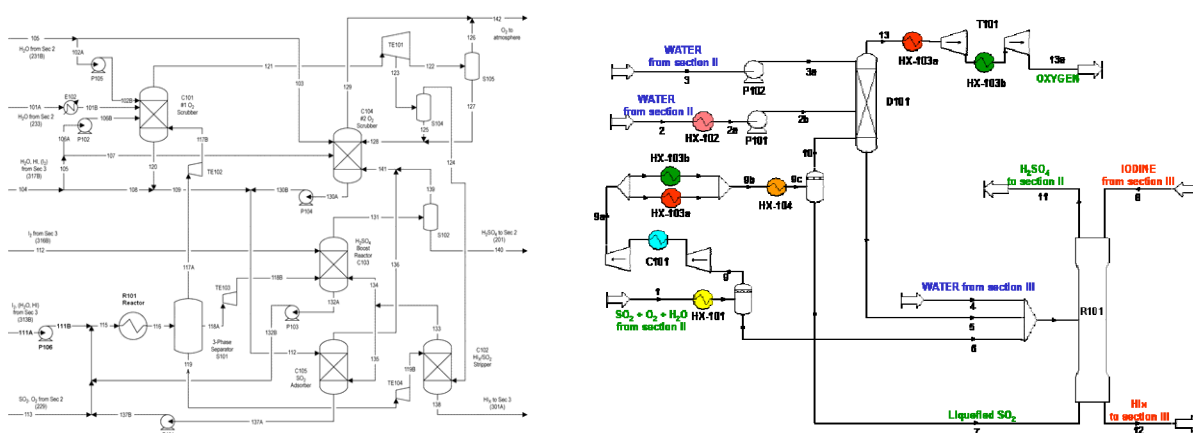 105
H2O from Sec 2
(231B)
102A
P105
101A
E102
101B
102B
106B
H2O from Sec 2
(233)
106A
P102
C101
#1 O2
Scrubber
117B
H2O, HI, (I2)
from Sec 3
(317B)
105
107
104
108
120
109
TE102
121
103
129
TE101
122
123
126
142
O2 to
atmosphere
S105
127
S104
125
128
124
C104
#2 O2
Scrubber
141
130B
P104
130A
139
131
S102
H2SO4 to Sec 2
(201)
140
I2 from Sec 3
(316B)
112
117A
136
H2SO4
Boost
Reactor
C103
TE103
118B
134
132A
I2, (H2O, HI)
from Sec 3
(313B)
111A
111B
P106
R101
Reactor
115
116
118A
3-Phase
Separator
S101
P103
132B
119
112
135
133
C105
SO2
Adsorber
119B
TE104
C102
HIx/SO2
Stripper
SO2, O2 from Sec 2
(229)
113
137B
137A
138
HIx to Sec 3
(301A)
WATER
from section II
3
P102
3a
13
HX-103a
T101
HX-103b
13a
OXYGEN
WATER
from section II
2
HX-102
2a
P101
2b
D101
10
HX-103b
HX-103a
9a
9b
HX-104
9c
C101
9
1
SO2 + O2 + H2O
from section II
HX-101
WATER from section III
4
5
6
H2SO4
to section II
11
IODINE
from section III
8
R101
Liquefied SO2
7
HIx
to section III
12